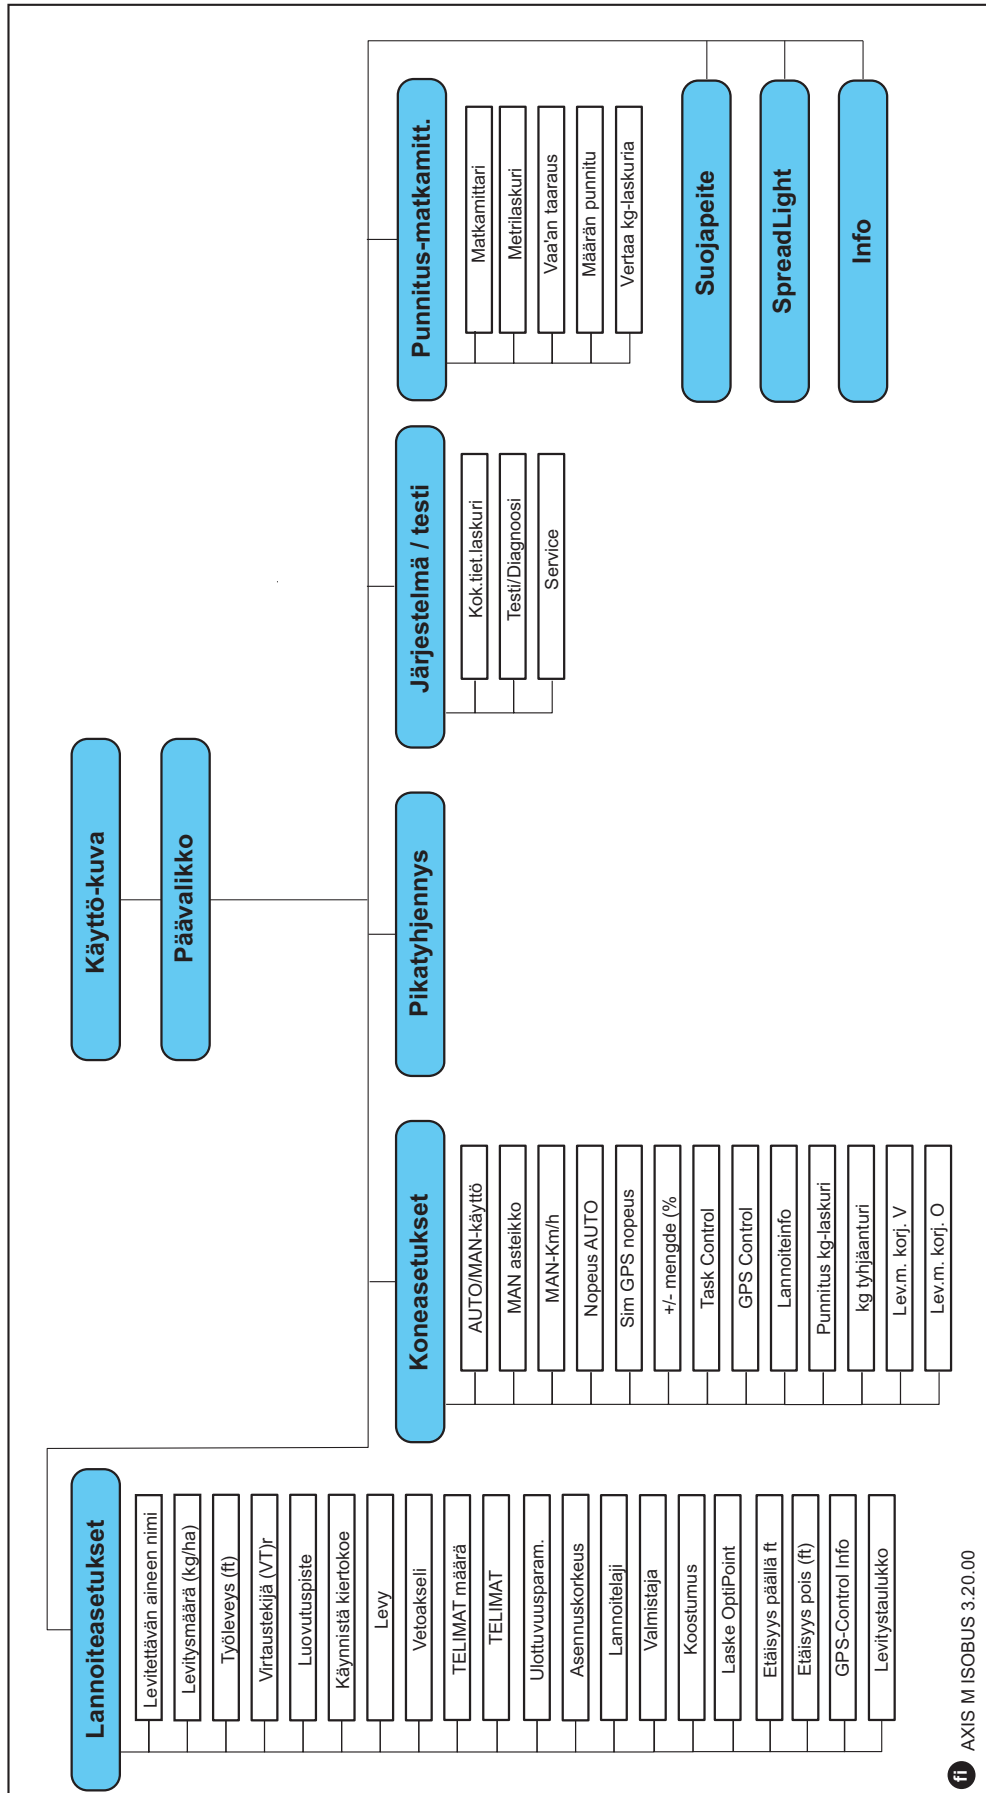 Käyttö-kuva
Päävalikko
Lannoiteasetukset
Levitettävän aineen nimi
Levitysmäärä (kg/ha)
Työleveys (ft)
Virtaustekijä (VT)r
Luovutuspiste
Käynnistä kiertokoe
Levy
Vetoakseli
TELIMAT määrä
TELIMAT
Ulottuvuusparam.
Asennuskorkeus
Lannoitelaji
Valmistaja
Koostumus
Laske OptiPoint
Etäisyys päällä ft
Etäisyys pois (ft)
GPS-Control Info
Levitystaulukko
Koneasetukset
AUTO/MAN-käyttö
MAN asteikko
MAN-Km/h
Nopeus AUTO
Sim GPS nopeus
+/- mengde (%
Task Control
GPS Control
Lannoiteinfo
Punnitus kg-laskuri
kg tyhjäanturi
Lev.m. korj. V
Lev.m. korj. O
Pikatyhjennys
Järjestelmä / testi
Kok.tiet.laskuri
Testi/Diagnoosi
Service
Punnitus-matkamitt.
Matkamittari
Metrilaskuri
Vaa'an taaraus
Määrän punnitu
Vertaa kg-laskuria
Suojapeite
SpreadLight
Info
fi AXIS M ISOBUS 3.20.00